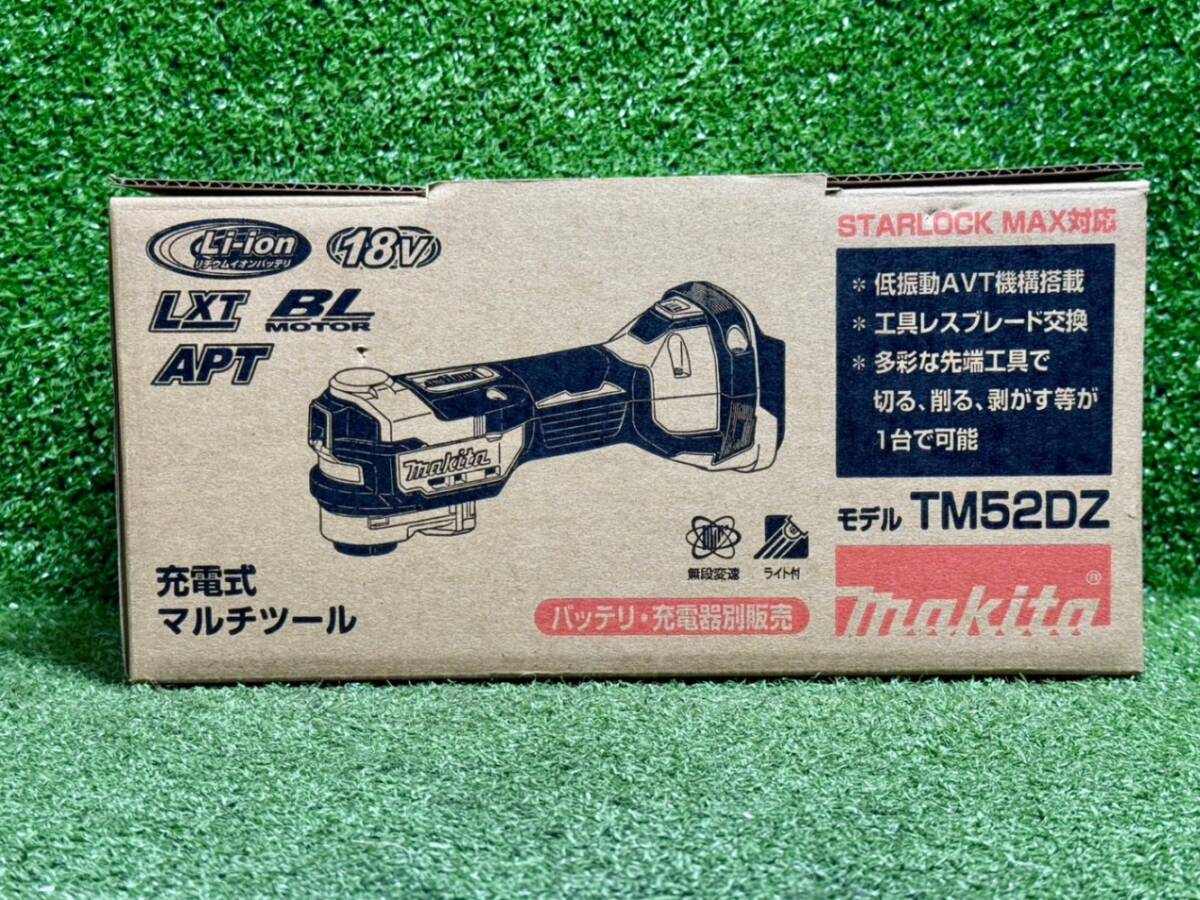 Li-ion
リチウムイオンバッテリ
18V
LXT
BL
MOTOR
APT
makita
充電式
マルチツール
無段変速
ライト付
バッテリ・充電器別販売
STARLOCK MAX対応
* 低振動AVT機構搭載
* 工具レスブレード交換
* 多彩な先端工具で
切る、削る、剥がす等が
1台で可能
モデル TM52DZ
makita®